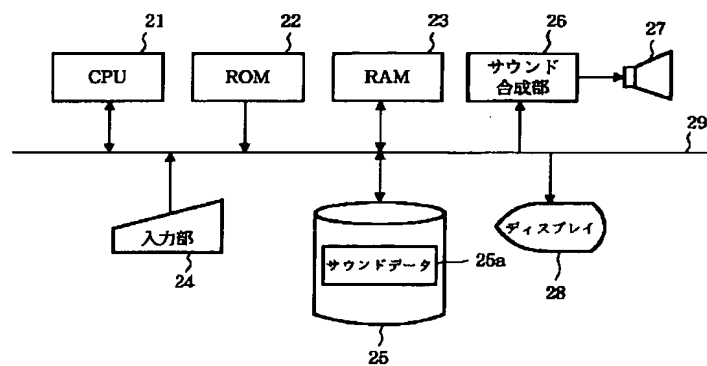 21
22
23
26
27
CPU
ROM
RAM
サウンド
合成部
29
入力部
24
サウンドデータ
25a
25
ディスプレイ
28